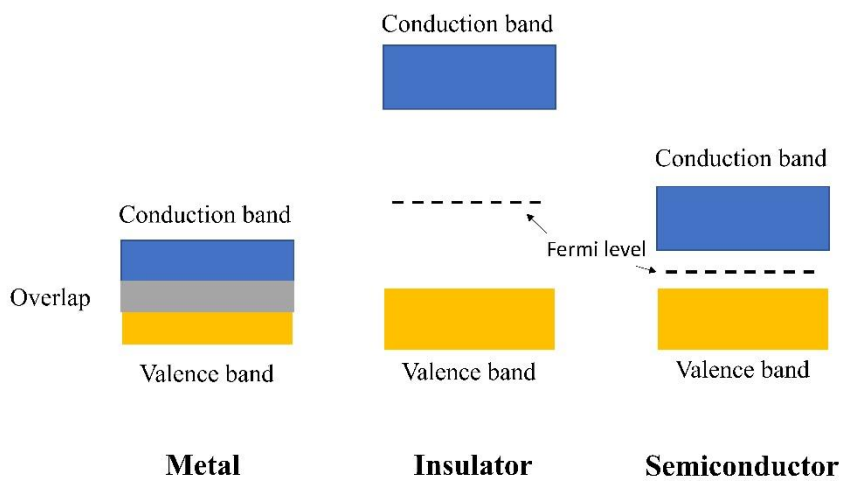 Conduction band
Conduction band
Conduction band
Fermi level
Overlap
Valence band
Valence band
Valence band
Metal
Insulator
Semiconductor